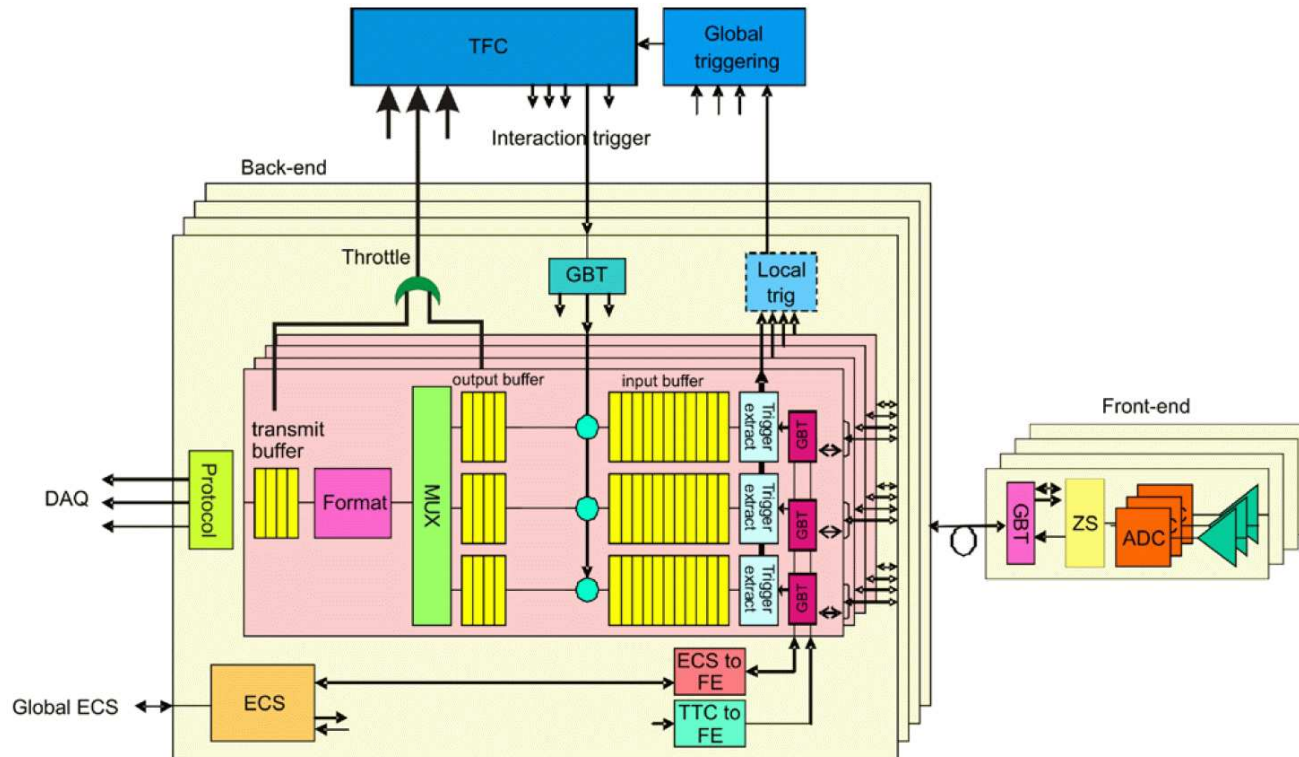 TFC
Global
triggering
Interaction trigger
Back-end
Throttle
GBT
Local
trig
output buffer
input buffer
transmit
buffer
Protocol
Format
MUX
Trigger
extract
GBT
Trigger
extract
GBT
Trigger
extract
GBT
DAQ
Front-end
GBT
ZS
ADC
ECS to
FE
Global ECS
ECS
TTC to
FE